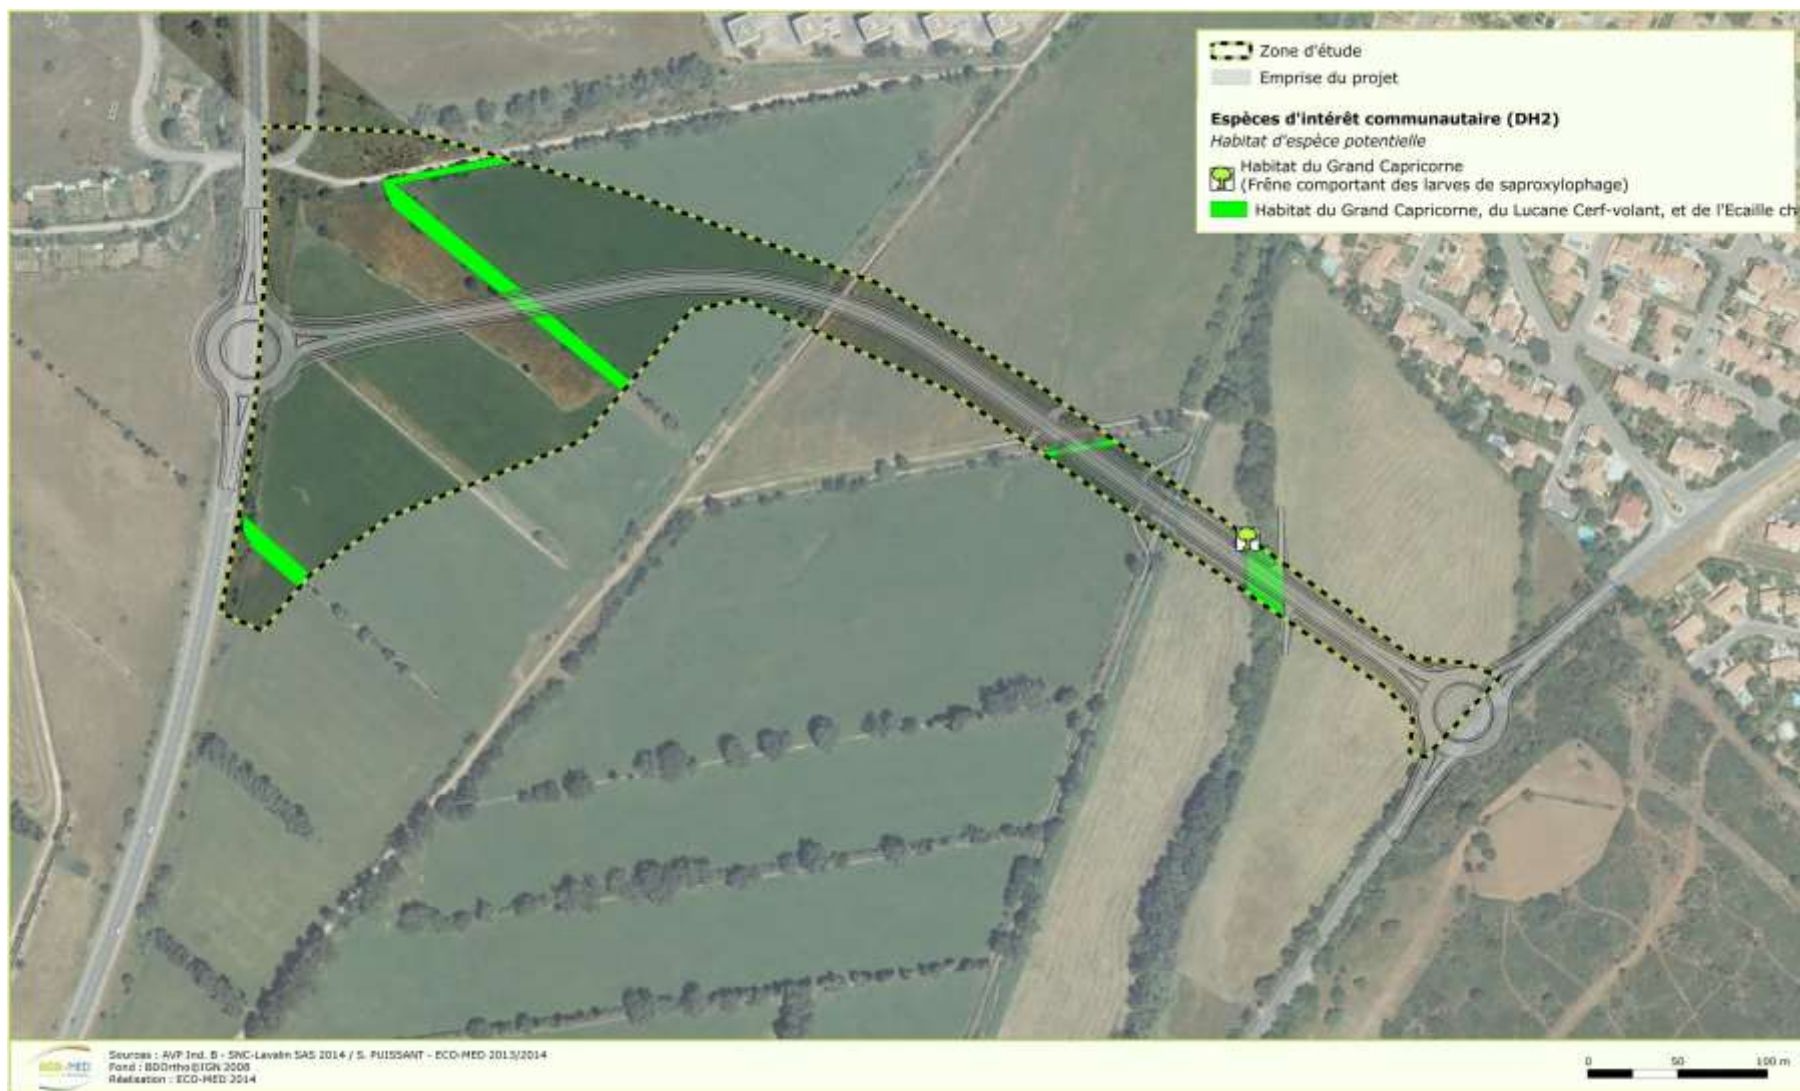 Zone d'étude
Emprise du projet
Espèces d'intérêt communautaire (DH2)
Habitat d'espèce potentielle
Habitat du Grand Capricorne
(Frêne comportant des larves de saproxylophage)
Habitat du Grand Capricorne, du Lucane Cerf-volant, et de l'Ecaille ch
Sources : AVP Ind. B - SNC-Lavalin SAS 2014 / S. PUISSANT - ECO-MED 2013/2014
Fond : BDOrtho©IGN 2008
Réalisation : ECO-MED 2014
ECO-MED
0 50 100 m